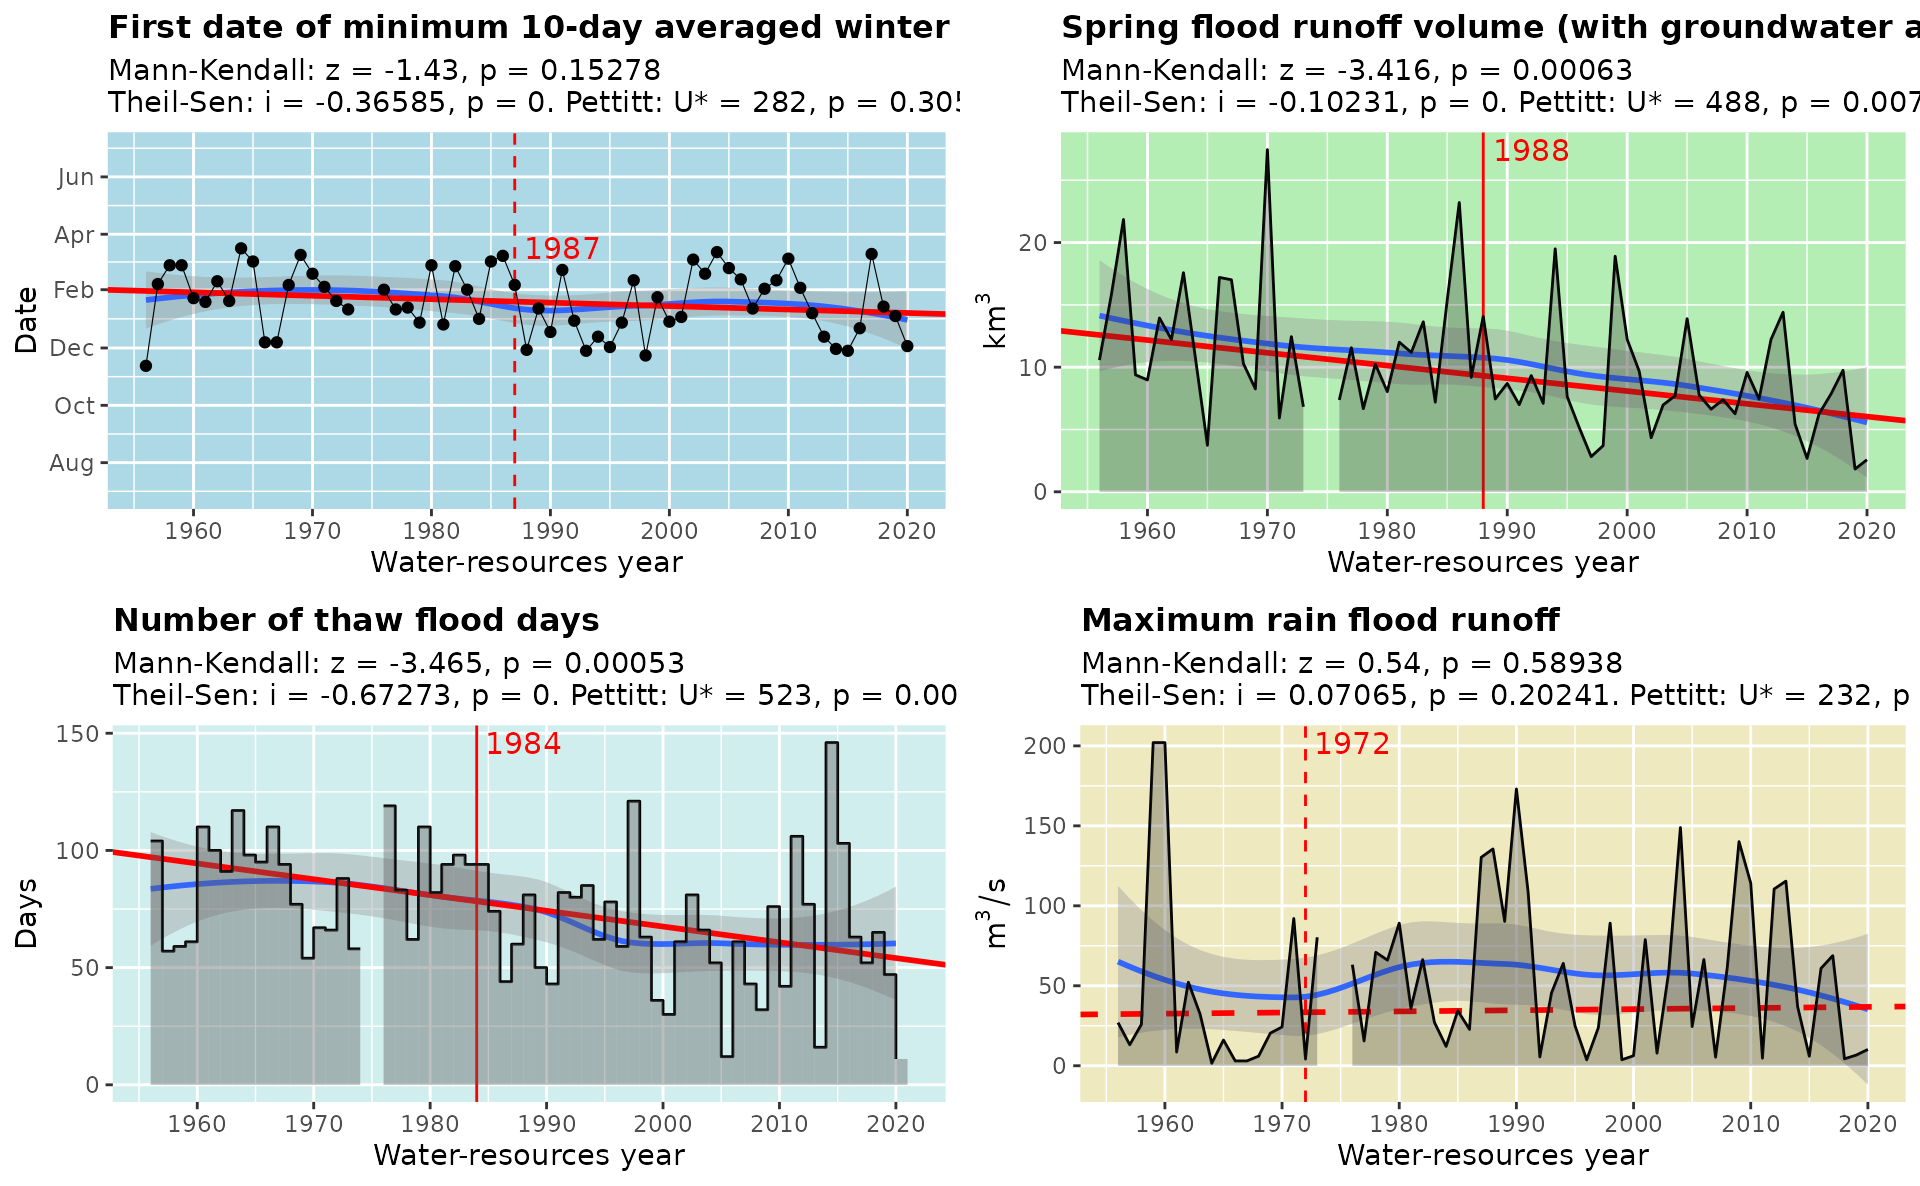 First date of minimum 10-day averaged winter
Mann-Kendall: z = -1.43, p = 0.15278
Theil-Sen: i = -0.36585, p = 0. Pettitt: U* = 282, p = 0.305
Jun
Apr
Feb
Dec
Oct
Aug
Date
1987
1960 1970 1980 1990 2000 2010 2020
Water-resources year
Spring flood runoff volume (with groundwater a
Mann-Kendall: z = -3.416, p = 0.00063
Theil-Sen: i = -0.10231, p = 0. Pettitt: U* = 488, p = 0.007
20
10
0
km³
1988
1960 1970 1980 1990 2000 2010 2020
Water-resources year
Number of thaw flood days
Mann-Kendall: z = -3.465, p = 0.00053
Theil-Sen: i = -0.67273, p = 0. Pettitt: U* = 523, p = 0.00
150
100
50
0
Days
1984
1960 1970 1980 1990 2000 2010 2020
Water-resources year
Maximum rain flood runoff
Mann-Kendall: z = 0.54, p = 0.58938
Theil-Sen: i = 0.07065, p = 0.20241. Pettitt: U* = 232, p
200
150
100
50
0
m³/s
1972
1960 1970 1980 1990 2000 2010 2020
Water-resources year